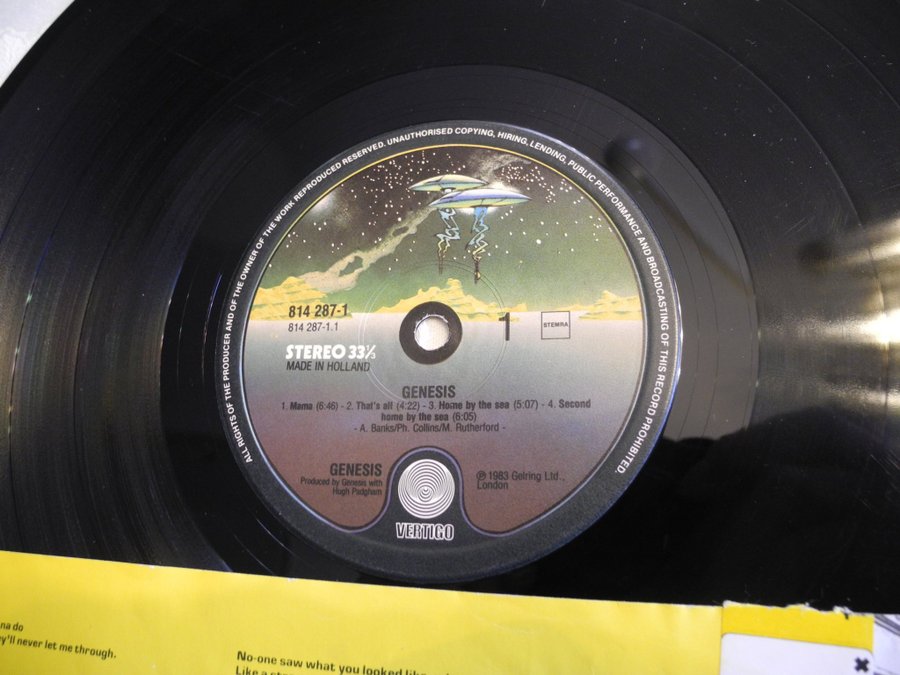 ALL RIGHTS OF THE PRODUCER AND OF THE OWNER OF THE WORK REPRODUCED RESERVED. UNAUTHORISED COPYING, HIRING, LENDING, PUBLIC PERFORMANCE AND BROADCASTING OF THIS RECORD PROHIBITED.
814 287-1
814 287-1.1
1
STEMRA
STEREO 33⅓
MADE IN HOLLAND
GENESIS
1. Mama (6:46) - 2. That's all (4:22) - 3. Home by the sea (5:07) - 4. Second
home by the sea (6:05)
- A. Banks/Ph. Collins/M. Rutherford -
GENESIS
Produced by Genesis with
Hugh Padgham
℗ 1983 Gelring Ltd.,
London
VERTIGO
na do
ey'll never let me through.
No-one saw what you looked like
Like a